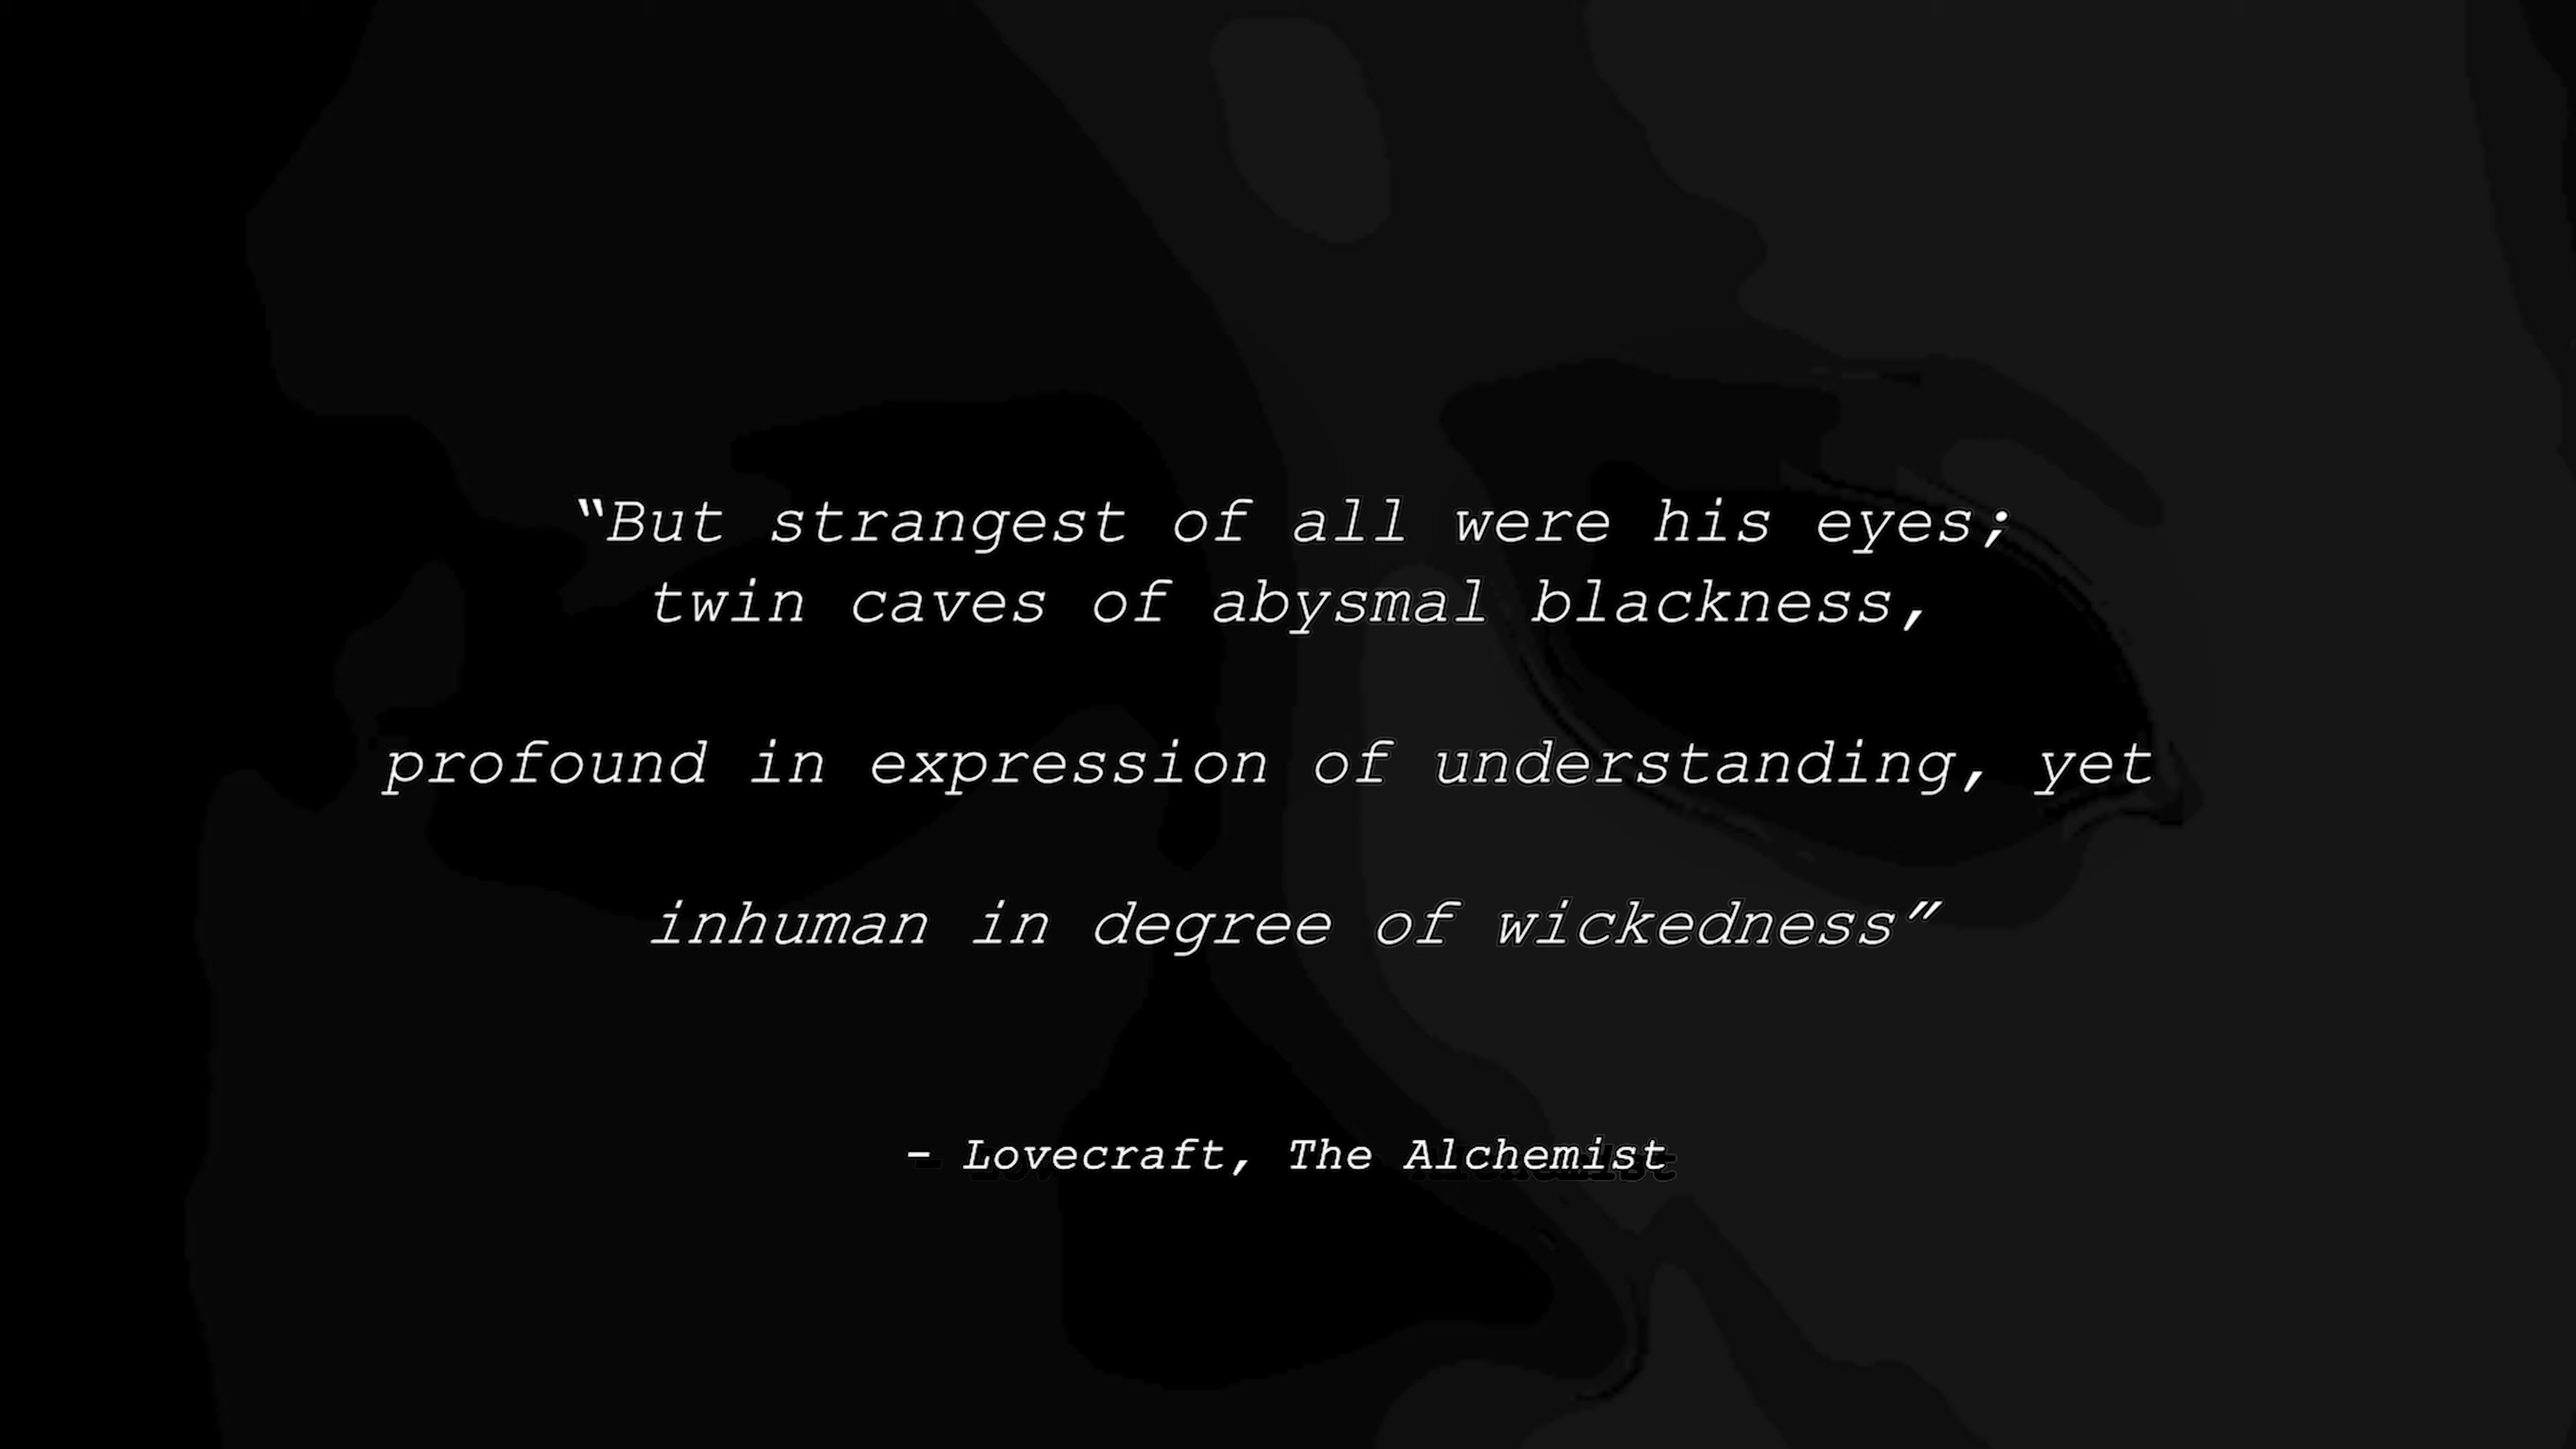 “But strangest of all were his eyes;
twin caves of abysmal blackness,
profound in expression of understanding, yet
inhuman in degree of wickedness”
– Lovecraft, The Alchemist